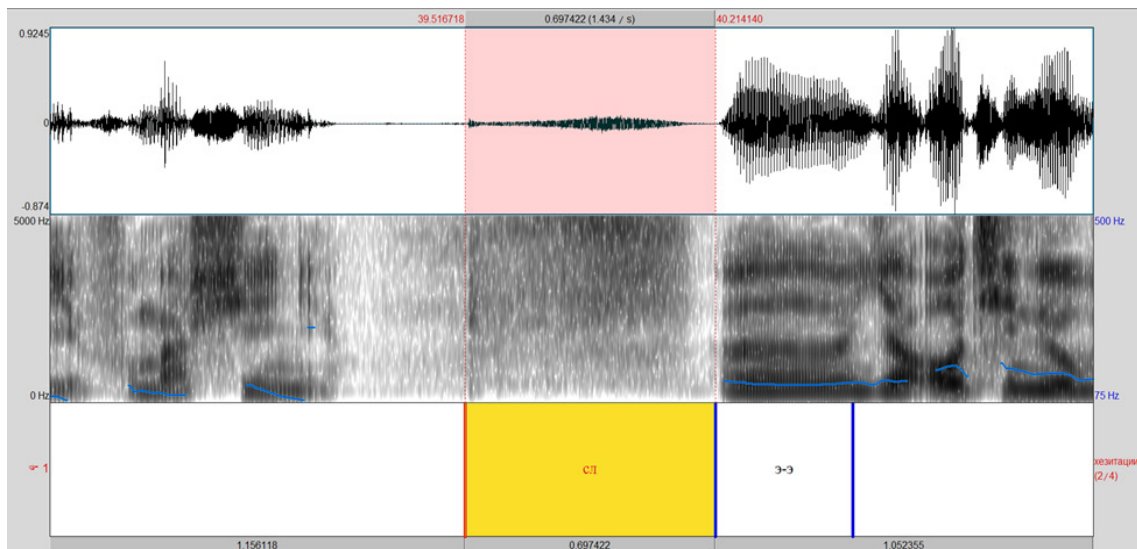 39.516718 0.697422 (1.434 / s) 40.214140
0.9245
0
-0.874
5000 Hz 500 Hz
0 Hz 75 Hz
1 сл э-э хезитации
(2/4)
1.156118 0.697422 1.052355